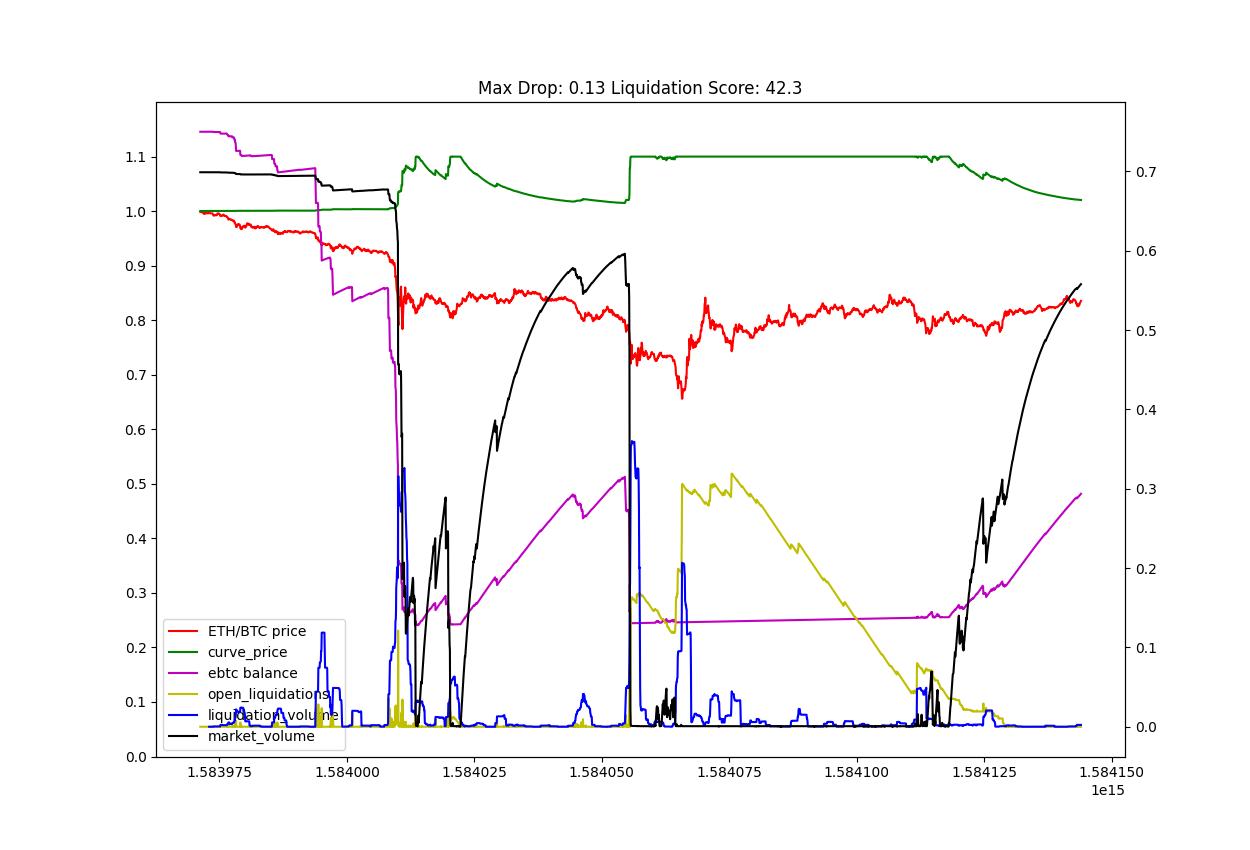 Max Drop: 0.13 Liquidation Score: 42.3
1.1
1.0
0.9
0.8
0.7
0.6
0.5
0.4
0.3
0.2
0.1
0.0
0.7
0.6
0.5
0.4
0.3
0.2
0.1
0.0
ETH/BTC price
curve_price
ebtc balance
open_liquidations
liquidation_volume
market_volume
1.583975 1.584000 1.584025 1.584050 1.584075 1.584100 1.584125 1.584150
1e15